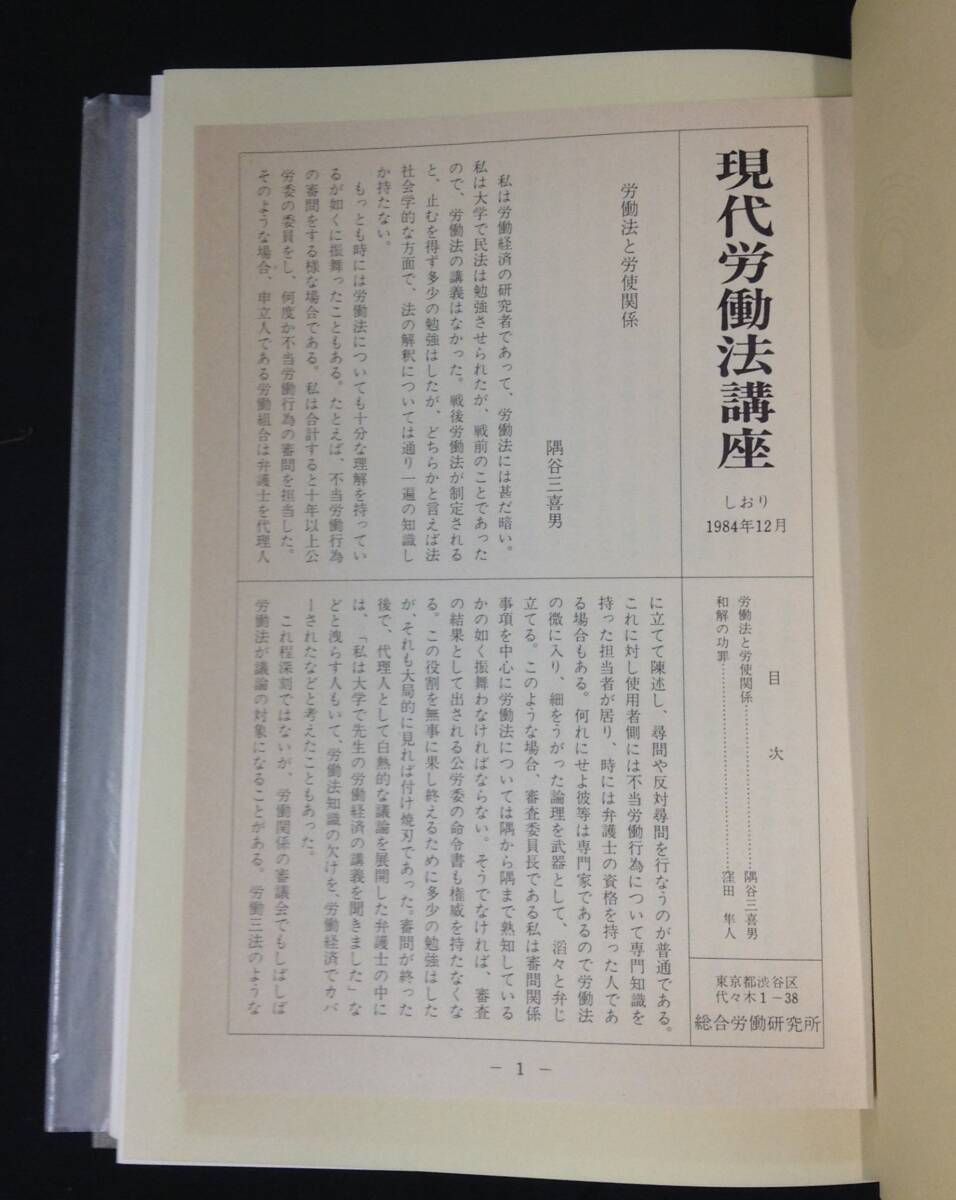 現代労働法講座
しおり
1984年12月
目次
労働法と労使関係……………………隅谷三喜男
和解の功罪……………………………窪田　隼人
東京都渋谷区
代々木1－38
総合労働研究所
労働法と労使関係
隅谷三喜男
私は労働経済の研究者であって、労働法には甚だ暗い。
私は大学で民法は勉強させられたが、戦前のことであった
ので、労働法の講義はなかった。戦後労働法が制定される
と、止むを得ず多少の勉強はしたが、どちらかと言えば法
社会学的な方面で、法の解釈については通り一遍の知識し
か持たない。
もっとも時には労働法についても十分な理解を持ってい
るが如くに振舞ったこともある。たとえば、不当労働行為
の審問をする様な場合である。私は合計すると十年以上公
労委の委員をし、何度か不当労働行為の審問を担当した。
そのような場合、申立人である労働組合は弁護士を代理人
に立てて陳述し、尋問や反対尋問を行なうのが普通である。
これに対し使用者側には不当労働行為について専門知識を
持った担当者が居り、時には弁護士の資格を持った人であ
る場合もある。何れにせよ彼等は専門家であるので労働法
の微に入り、細をうがった論理を武器として、滔々と弁じ
立てる。このような場合、審査委員長である私は審問関係
事項を中心に労働法については隅から隅まで熟知している
かの如く振舞わなければならない。そうでなければ、審査
の結果として出される公労委の命令書も権威を持たなくな
る。この役割を無事に果し終えるために多少の勉強はした
が、それも大局的に見れば付け焼刃であった。審問が終った
後で、代理人として白熱的な議論を展開した弁護士の中に
は、「私は大学で先生の労働経済の講義を聞きました」な
どと洩らす人もいて、労働法知識の欠けを、労働経済でカバ
ーされたなどと考えたこともあった。
これ程深刻ではないが、労働関係の審議会でもしばしば
労働法が議論の対象になることがある。労働三法のような
－ 1 －